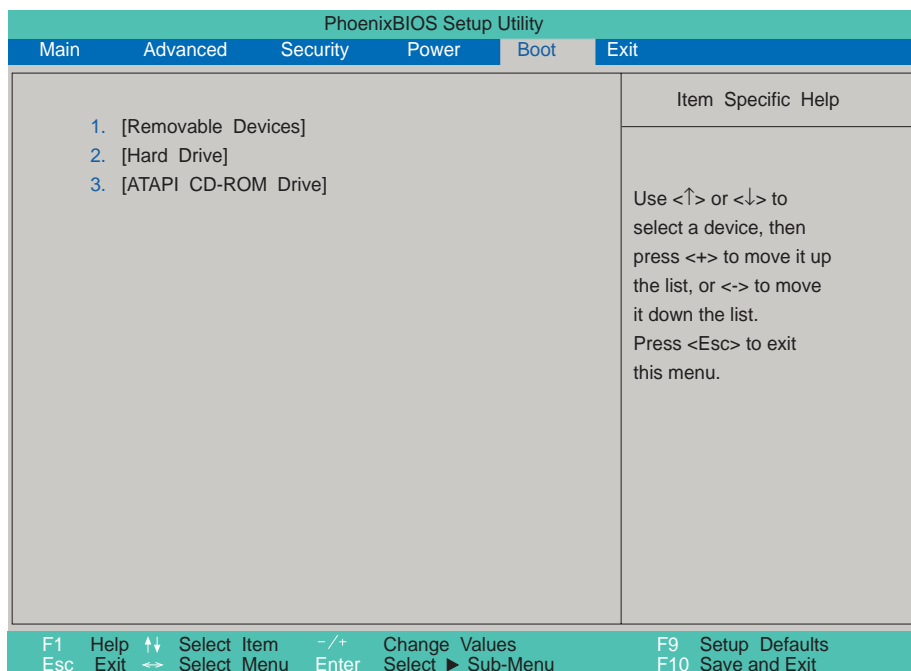 PhoenixBIOS Setup Utility
Main Advanced Security Power Boot Exit
1. [Removable Devices]
2. [Hard Drive]
3. [ATAPI CD-ROM Drive]
Item Specific Help
Use <↑> or <↓> to
select a device, then
press <+> to move it up
the list, or <-> to move
it down the list.
Press <Esc> to exit
this menu.
F1 Help ↑↓ Select Item -/+ Change Values F9 Setup Defaults
Esc Exit ↔ Select Menu Enter Select ▶ Sub-Menu F10 Save and Exit